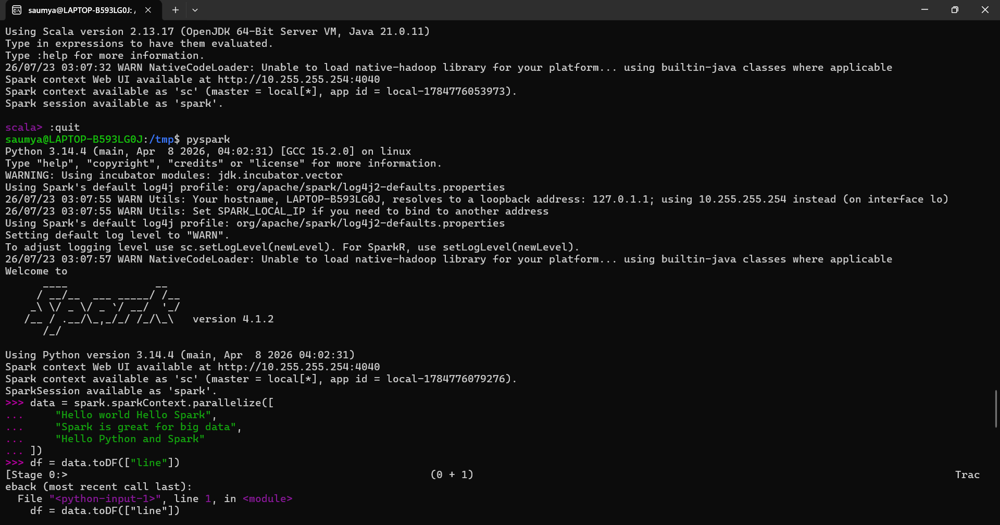 saumya@LAPTOP-B593LG0J: /
Using Scala version 2.13.17 (OpenJDK 64-Bit Server VM, Java 21.0.11)
Type in expressions to have them evaluated.
Type :help for more information.
26/07/23 03:07:32 WARN NativeCodeLoader: Unable to load native-hadoop library for your platform... using builtin-java classes where applicable
Spark context Web UI available at http://10.255.255.254:4040
Spark context available as 'sc' (master = local[*], app id = local-1784776053973).
Spark session available as 'spark'.

scala> :quit
saumya@LAPTOP-B593LG0J:/tmp$ pyspark
Python 3.14.4 (main, Apr  8 2026, 04:02:31) [GCC 15.2.0] on linux
Type "help", "copyright", "credits" or "license" for more information.
WARNING: Using incubator modules: jdk.incubator.vector
Using Spark's default log4j profile: org/apache/spark/log4j2-defaults.properties
26/07/23 03:07:55 WARN Utils: Your hostname, LAPTOP-B593LG0J, resolves to a loopback address: 127.0.1.1; using 10.255.255.254 instead (on interface lo)
26/07/23 03:07:55 WARN Utils: Set SPARK_LOCAL_IP if you need to bind to another address
Using Spark's default log4j profile: org/apache/spark/log4j2-defaults.properties
Setting default log level to "WARN".
To adjust logging level use sc.setLogLevel(newLevel). For SparkR, use setLogLevel(newLevel).
26/07/23 03:07:57 WARN NativeCodeLoader: Unable to load native-hadoop library for your platform... using builtin-java classes where applicable
Welcome to
      ____              __
     / __/__  ___ _____/ /__
    _\ \/ _ \/ _ `/ __/  '_/
   /__ / .__/\_,_/_/ /_/\_\   version 4.1.2
      /_/

Using Python version 3.14.4 (main, Apr  8 2026 04:02:31)
Spark context Web UI available at http://10.255.255.254:4040
Spark context available as 'sc' (master = local[*], app id = local-1784776079276).
SparkSession available as 'spark'.
>>> data = spark.sparkContext.parallelize([
...     "Hello world Hello Spark",
...     "Spark is great for big data",
...     "Hello Python and Spark"
... ])
>>> df = data.toDF(["line"])
[Stage 0:>                                                          (0 + 1)                                                                             Trac
eback (most recent call last):
  File "<python-input-1>", line 1, in <module>
    df = data.toDF(["line"])